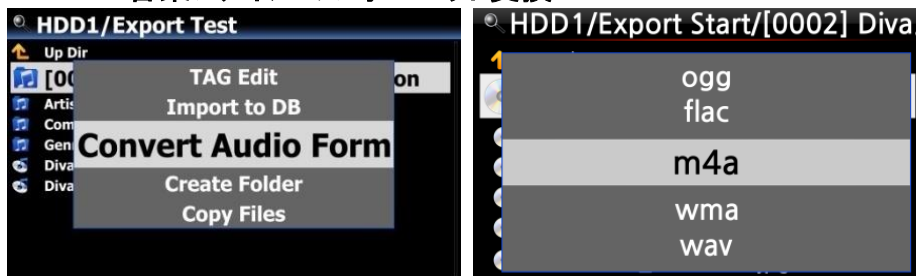 HDD1/Export Test
Up Dir
[00
on
TAG Edit
Artis
Import to DB
Com
Gen
Convert Audio Form
Diva
Create Folder
Diva
Copy Files
HDD1/Export Start/[0002] Diva
ogg
flac
m4a
wma
wav